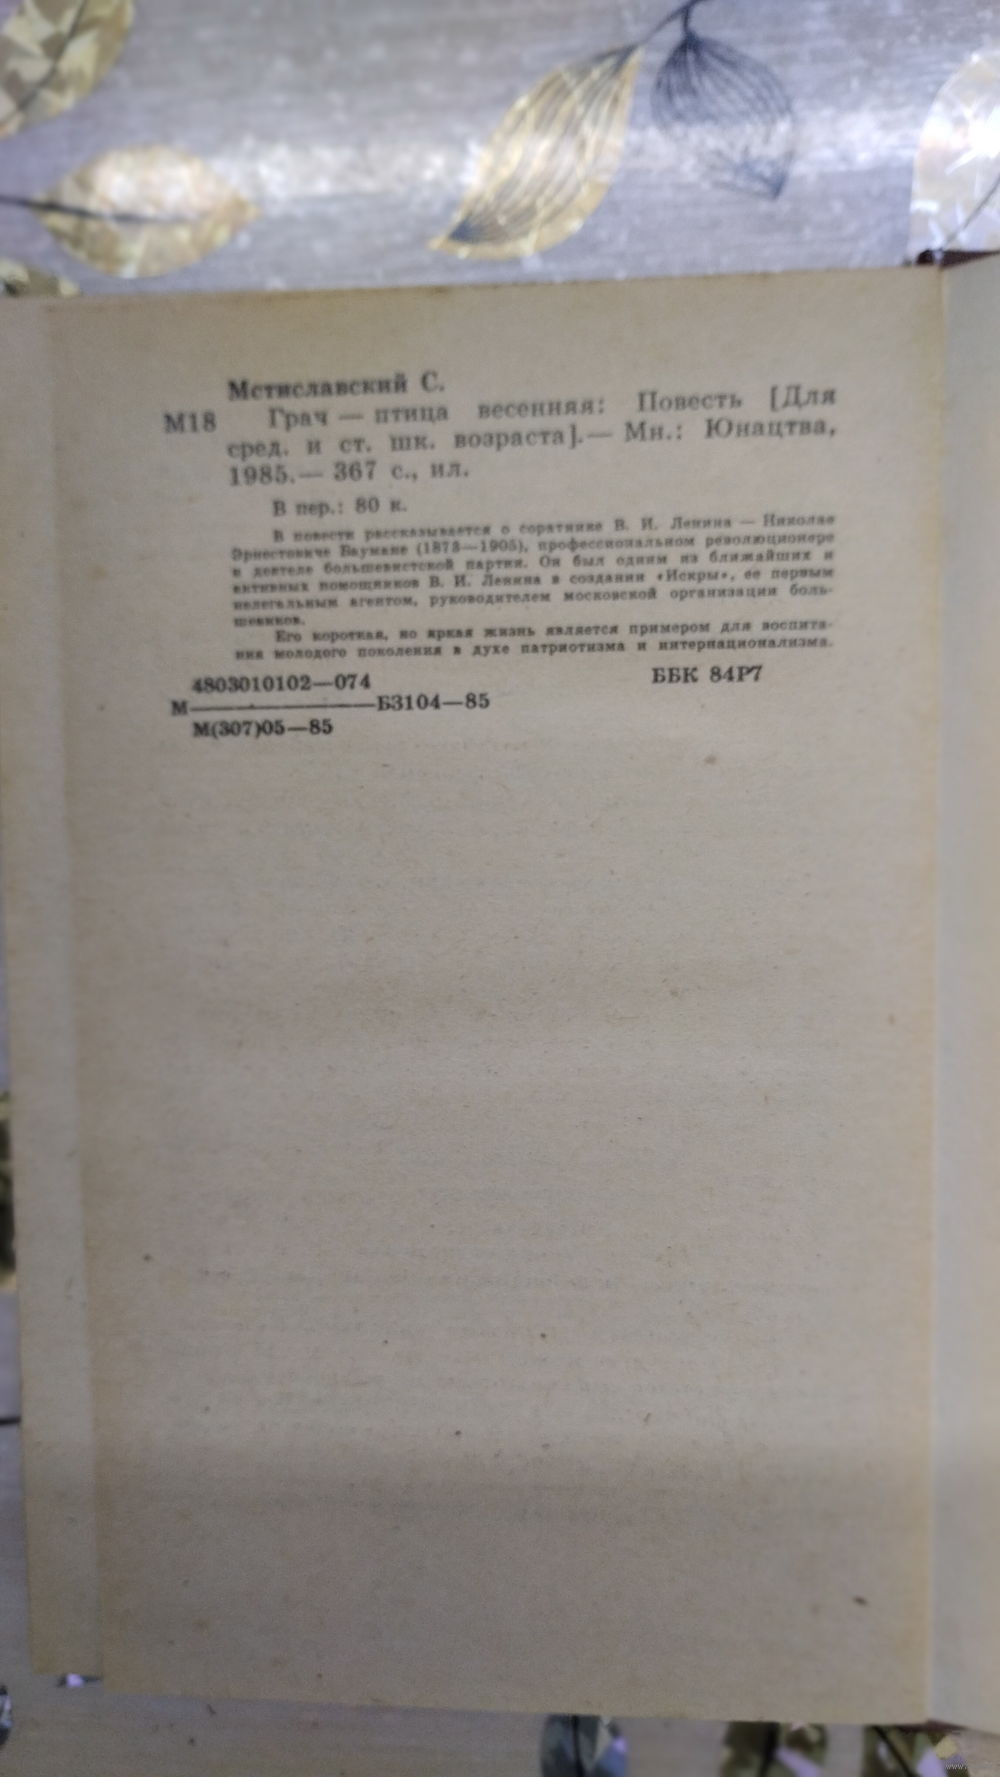 Мстиславский С.
М18 Грач — птица весенняя: Повесть [Для
сред. и ст. шк. возраста].— Мн.: Юнацтва,
1985.— 367 с., ил.
В пер.: 80 к.
В повести рассказывается о соратнике В. И. Ленина — Николае
Эрнестовиче Баумане (1873—1905), профессиональном революционере
и деятеле большевистской партии. Он был одним из ближайших и
активных помощников В. И. Ленина в создании «Искры», ее первым
нелегальным агентом, руководителем московской организации боль-
шевиков.
Его короткая, но яркая жизнь является примером для воспита-
ния молодого поколения в духе патриотизма и интернационализма.
4803010102—074
М————Б3104—85
М(307)05—85
ББК 84Р7